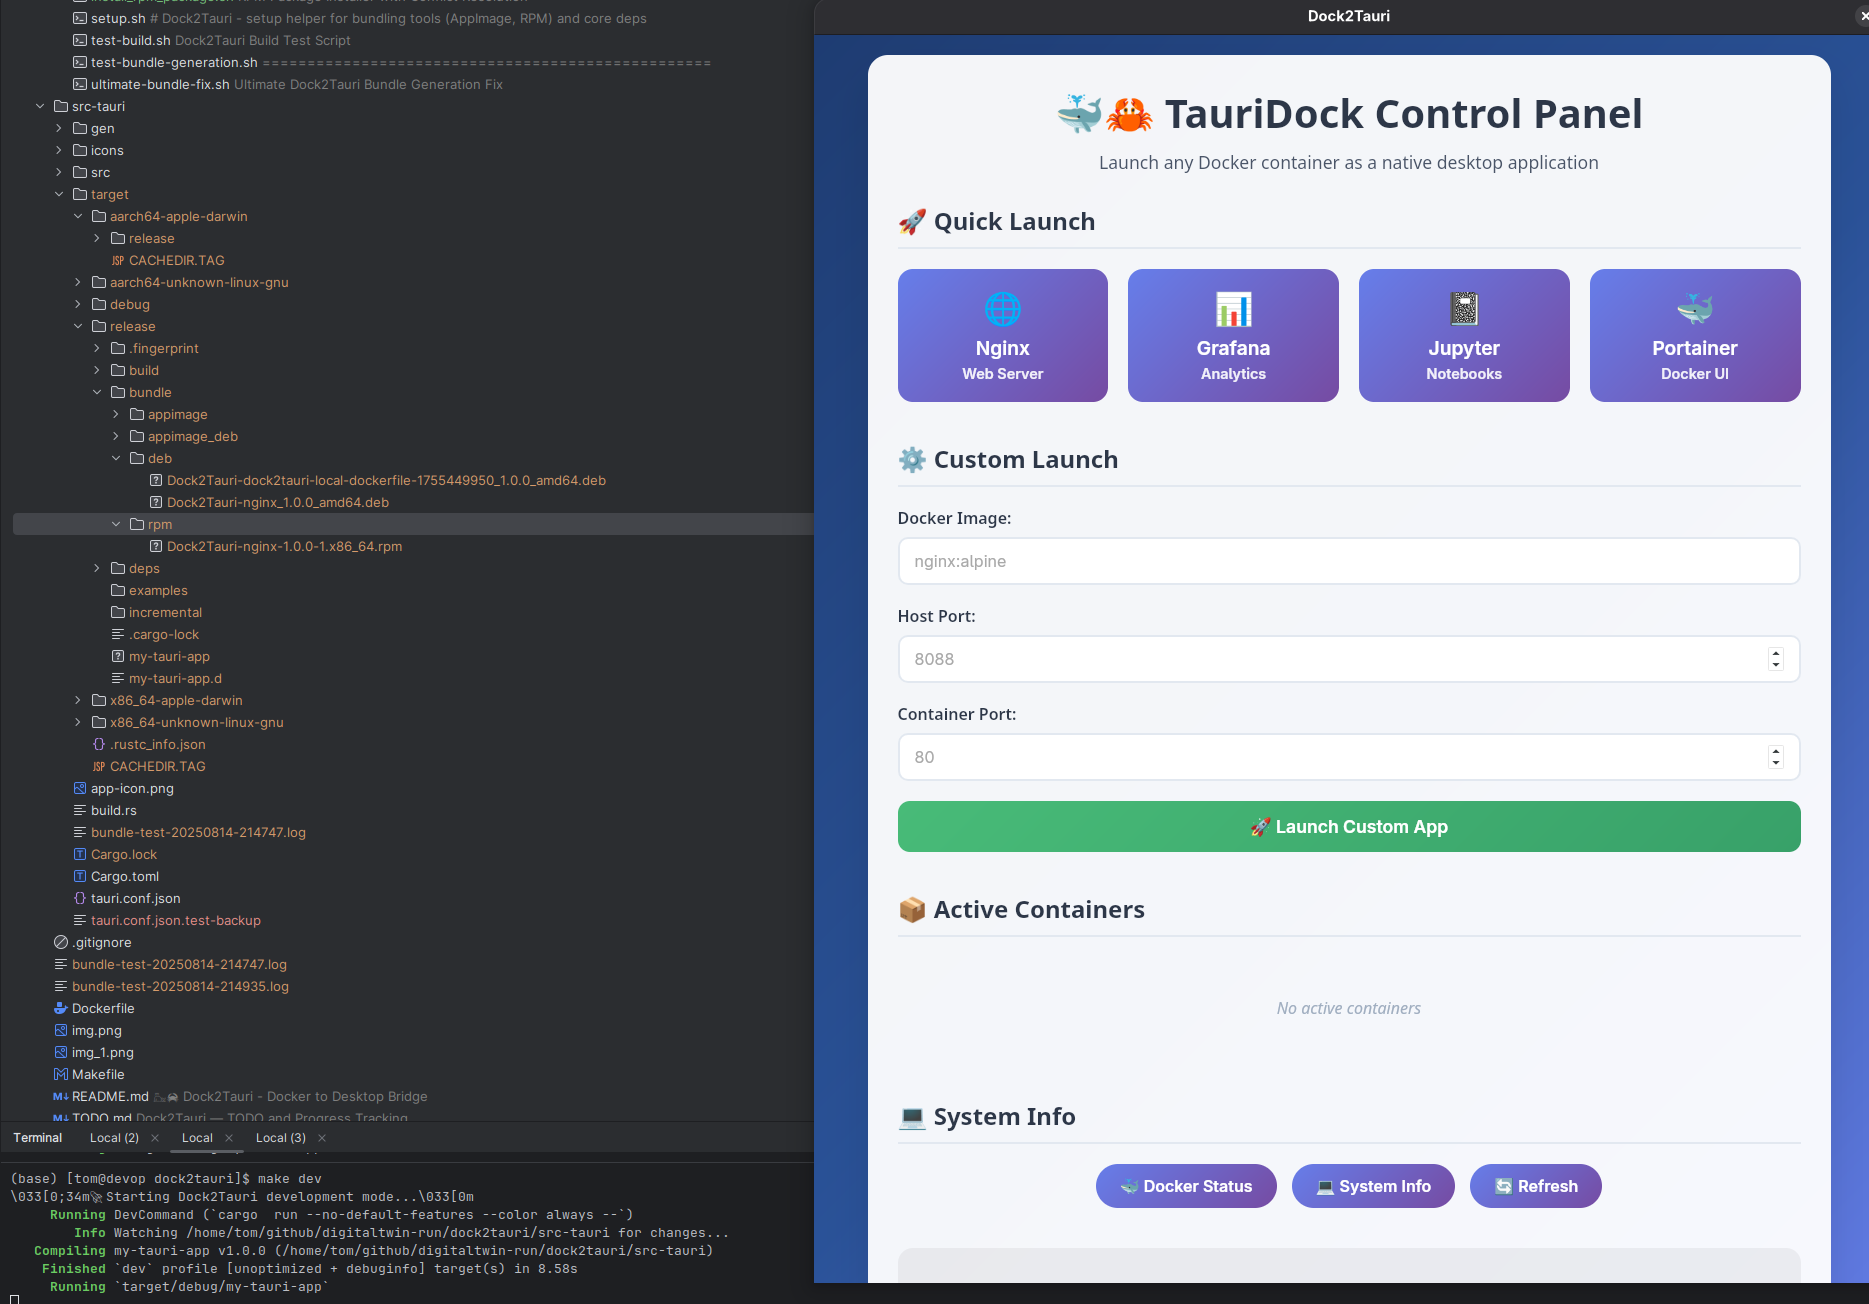 setup.sh # Dock2Tauri - setup helper for bundling tools (AppImage, RPM) and core deps
test-build.sh Dock2Tauri Build Test Script
test-bundle-generation.sh ==================================================
ultimate-bundle-fix.sh Ultimate Dock2Tauri Bundle Generation Fix
src-tauri
gen
icons
src
target
aarch64-apple-darwin
release
JSP CACHEDIR.TAG
aarch64-unknown-linux-gnu
debug
release
.fingerprint
build
bundle
appimage
appimage_deb
deb
Dock2Tauri-dock2tauri-local-dockerfile-1755449950_1.0.0_amd64.deb
Dock2Tauri-nginx_1.0.0_amd64.deb
rpm
Dock2Tauri-nginx-1.0.0-1.x86_64.rpm
deps
examples
incremental
.cargo-lock
my-tauri-app
my-tauri-app.d
x86_64-apple-darwin
x86_64-unknown-linux-gnu
.rustc_info.json
JSP CACHEDIR.TAG
app-icon.png
build.rs
bundle-test-20250814-214747.log
Cargo.lock
Cargo.toml
tauri.conf.json
tauri.conf.json.test-backup
.gitignore
bundle-test-20250814-214747.log
bundle-test-20250814-214935.log
Dockerfile
img.png
img_1.png
Makefile
M↓ README.md 🐳🦀 Dock2Tauri - Docker to Desktop Bridge
M↓ TODO.md Dock2Tauri — TODO and Progress Tracking
Terminal Local (2) × Local × Local (3) ×
(base) [tom@devop dock2tauri]$ make dev
\033[0;34m🚀 Starting Dock2Tauri development mode...\033[0m
Running DevCommand (`cargo  run --no-default-features --color always --`)
Info Watching /home/tom/github/digitaltwin-run/dock2tauri/src-tauri for changes...
Compiling my-tauri-app v1.0.0 (/home/tom/github/digitaltwin-run/dock2tauri/src-tauri)
Finished `dev` profile [unoptimized + debuginfo] target(s) in 8.58s
Running `target/debug/my-tauri-app`
Dock2Tauri
🐳🦀 TauriDock Control Panel
Launch any Docker container as a native desktop application
🚀 Quick Launch
Nginx
Web Server
Grafana
Analytics
Jupyter
Notebooks
Portainer
Docker UI
⚙️ Custom Launch
Docker Image:
nginx:alpine
Host Port:
8088
Container Port:
80
🚀 Launch Custom App
📦 Active Containers
No active containers
💻 System Info
🐳 Docker Status
💻 System Info
🔄 Refresh